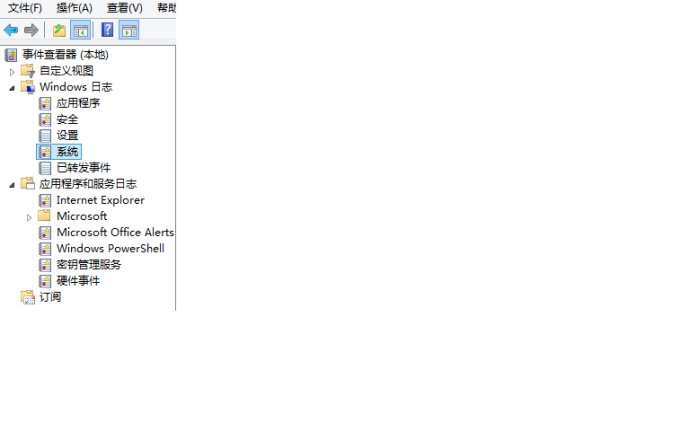 文件(F) 操作(A) 查看(V) 帮助
事件查看器 (本地)
自定义视图
Windows 日志
应用程序
安全
设置
系统
已转发事件
应用程序和服务日志
Internet Explorer
Microsoft
Microsoft Office Alerts
Windows PowerShell
密钥管理服务
硬件事件
订阅